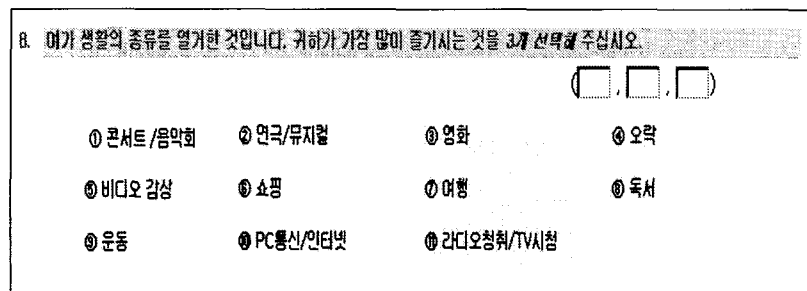 8. 여가 생활의 종류를 열거한 것입니다. 귀하가 가장 많이 즐기시는 것을 3개 선택해 주십시오.
( , , )
① 콘서트/음악회 ② 연극/뮤지컬 ③ 영화 ④ 오락
⑤ 비디오 감상 ⑥ 쇼핑 ⑦ 여행 ⑧ 독서
⑨ 운동 ⑩ PC통신/인터넷 ⑪ 라디오청취/TV시청